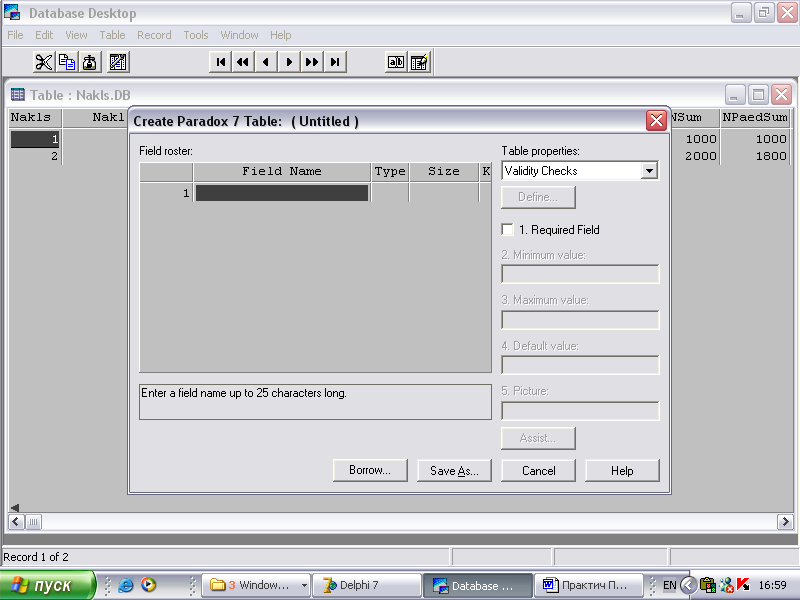 Database Desktop
File Edit View Table Record Tools Window Help
Table : Nakls.DB
Nakls Nakl NSum NPaedSum
1 1000 1000
2 2000 1800
Create Paradox 7 Table: ( Untitled )
Field roster:
Field Name Type Size K
1
Enter a field name up to 25 characters long.
Table properties:
Validity Checks
Define...
1. Required Field
2. Minimum value:
3. Maximum value:
4. Default value:
5. Picture:
Assist...
Borrow... Save As... Cancel Help
Record 1 of 2
пуск 3 Window... Delphi 7 Database ... Практич П... EN 16:59